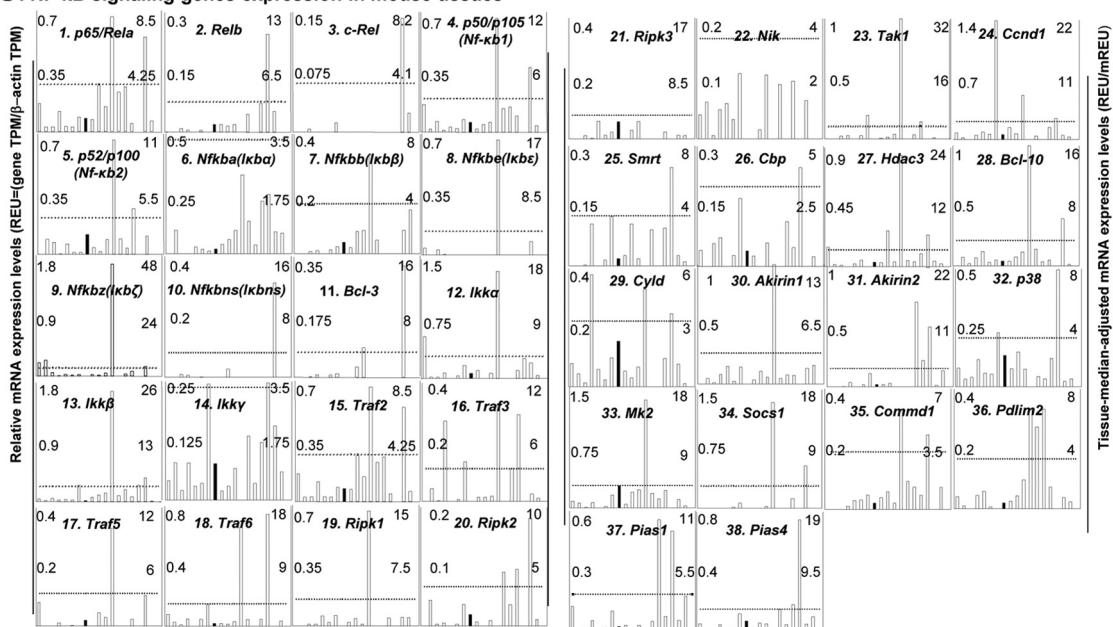 NF-κB signaling genes expression in mouse tissues
Relative mRNA expression levels (REU=(gene TPM/β-actin TPM)
0.7 8.5
1. p65/Rela
0.35 4.25
0.3 13
2. Relb
0.15 6.5
0.15 8.2
3. c-Rel
0.075 4.1
0.7 4. p50/p105 12
(Nf-κb1)
0.35 6
0.7 11
5. p52/p100
(Nf-κb2)
0.35 5.5
0.5 3.5
6. Nfkba(Iκbα)
0.25 1.75
0.4 8
7. Nfkbb(Iκbβ)
0.2 4
0.7 17
8. Nfkbe(Iκbε)
0.35 8.5
1.8 48
9. Nfkbz(Iκbζ)
0.9 24
0.4 16
10. Nfkbns(Iκbns)
0.2 8
0.35 16
11. Bcl-3
0.175 8
1.5 18
12. Ikkα
0.75 9
1.8 26
13. Ikkβ
0.9 13
0.25 3.5
14. Ikkγ
0.125 1.75
0.7 8.5
15. Traf2
0.35 4.25
0.4 12
16. Traf3
0.2 6
0.4 12
17. Traf5
0.2 6
0.8 18
18. Traf6
0.4 9
0.7 15
19. Ripk1
0.35 7.5
0.2 10
20. Ripk2
0.1 5
0.4 21. Ripk3 17
0.2 8.5
0.2 4
22. Nik
0.1 2
1 32
23. Tak1
0.5 16
1.4 24. Ccnd1 22
0.7 11
0.3 25. Smrt 8
0.15 4
0.3 26. Cbp 5
0.15 2.5
0.9 27. Hdac3 24
0.45 12
1 28. Bcl-10 16
0.5 8
0.4 29. Cyld 6
0.2 3
1 30. Akirin1 13
0.5 6.5
31. Akirin2 22
0.5 11
0.5 32. p38 8
0.25 4
1.5 18
33. Mk2
0.75 9
1.5 18
34. Socs1
0.75 9
0.4 7
35. Commd1
0.2 3.5
0.4 8
36. Pdlim2
0.2 4
0.6 37. Pias1 11
0.3 5.5
0.8 38. Pias4 19
0.4 9.5
Tissue-median-adjusted mRNA expression levels (REU/mREU)